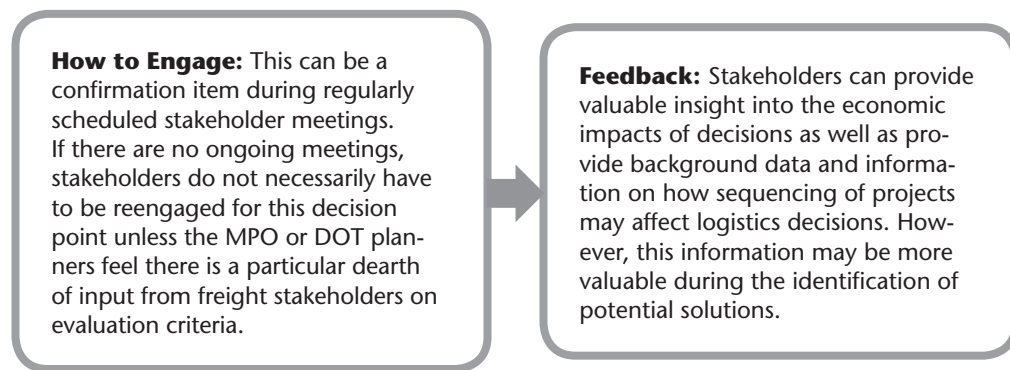 How to Engage: This can be a
confirmation item during regularly
scheduled stakeholder meetings.
If there are no ongoing meetings,
stakeholders do not necessarily have
to be reengaged for this decision
point unless the MPO or DOT plan-
ners feel there is a particular dearth
of input from freight stakeholders on
evaluation criteria.
Feedback: Stakeholders can provide
valuable insight into the economic
impacts of decisions as well as pro-
vide background data and informa-
tion on how sequencing of projects
may affect logistics decisions. How-
ever, this information may be more
valuable during the identification of
potential solutions.